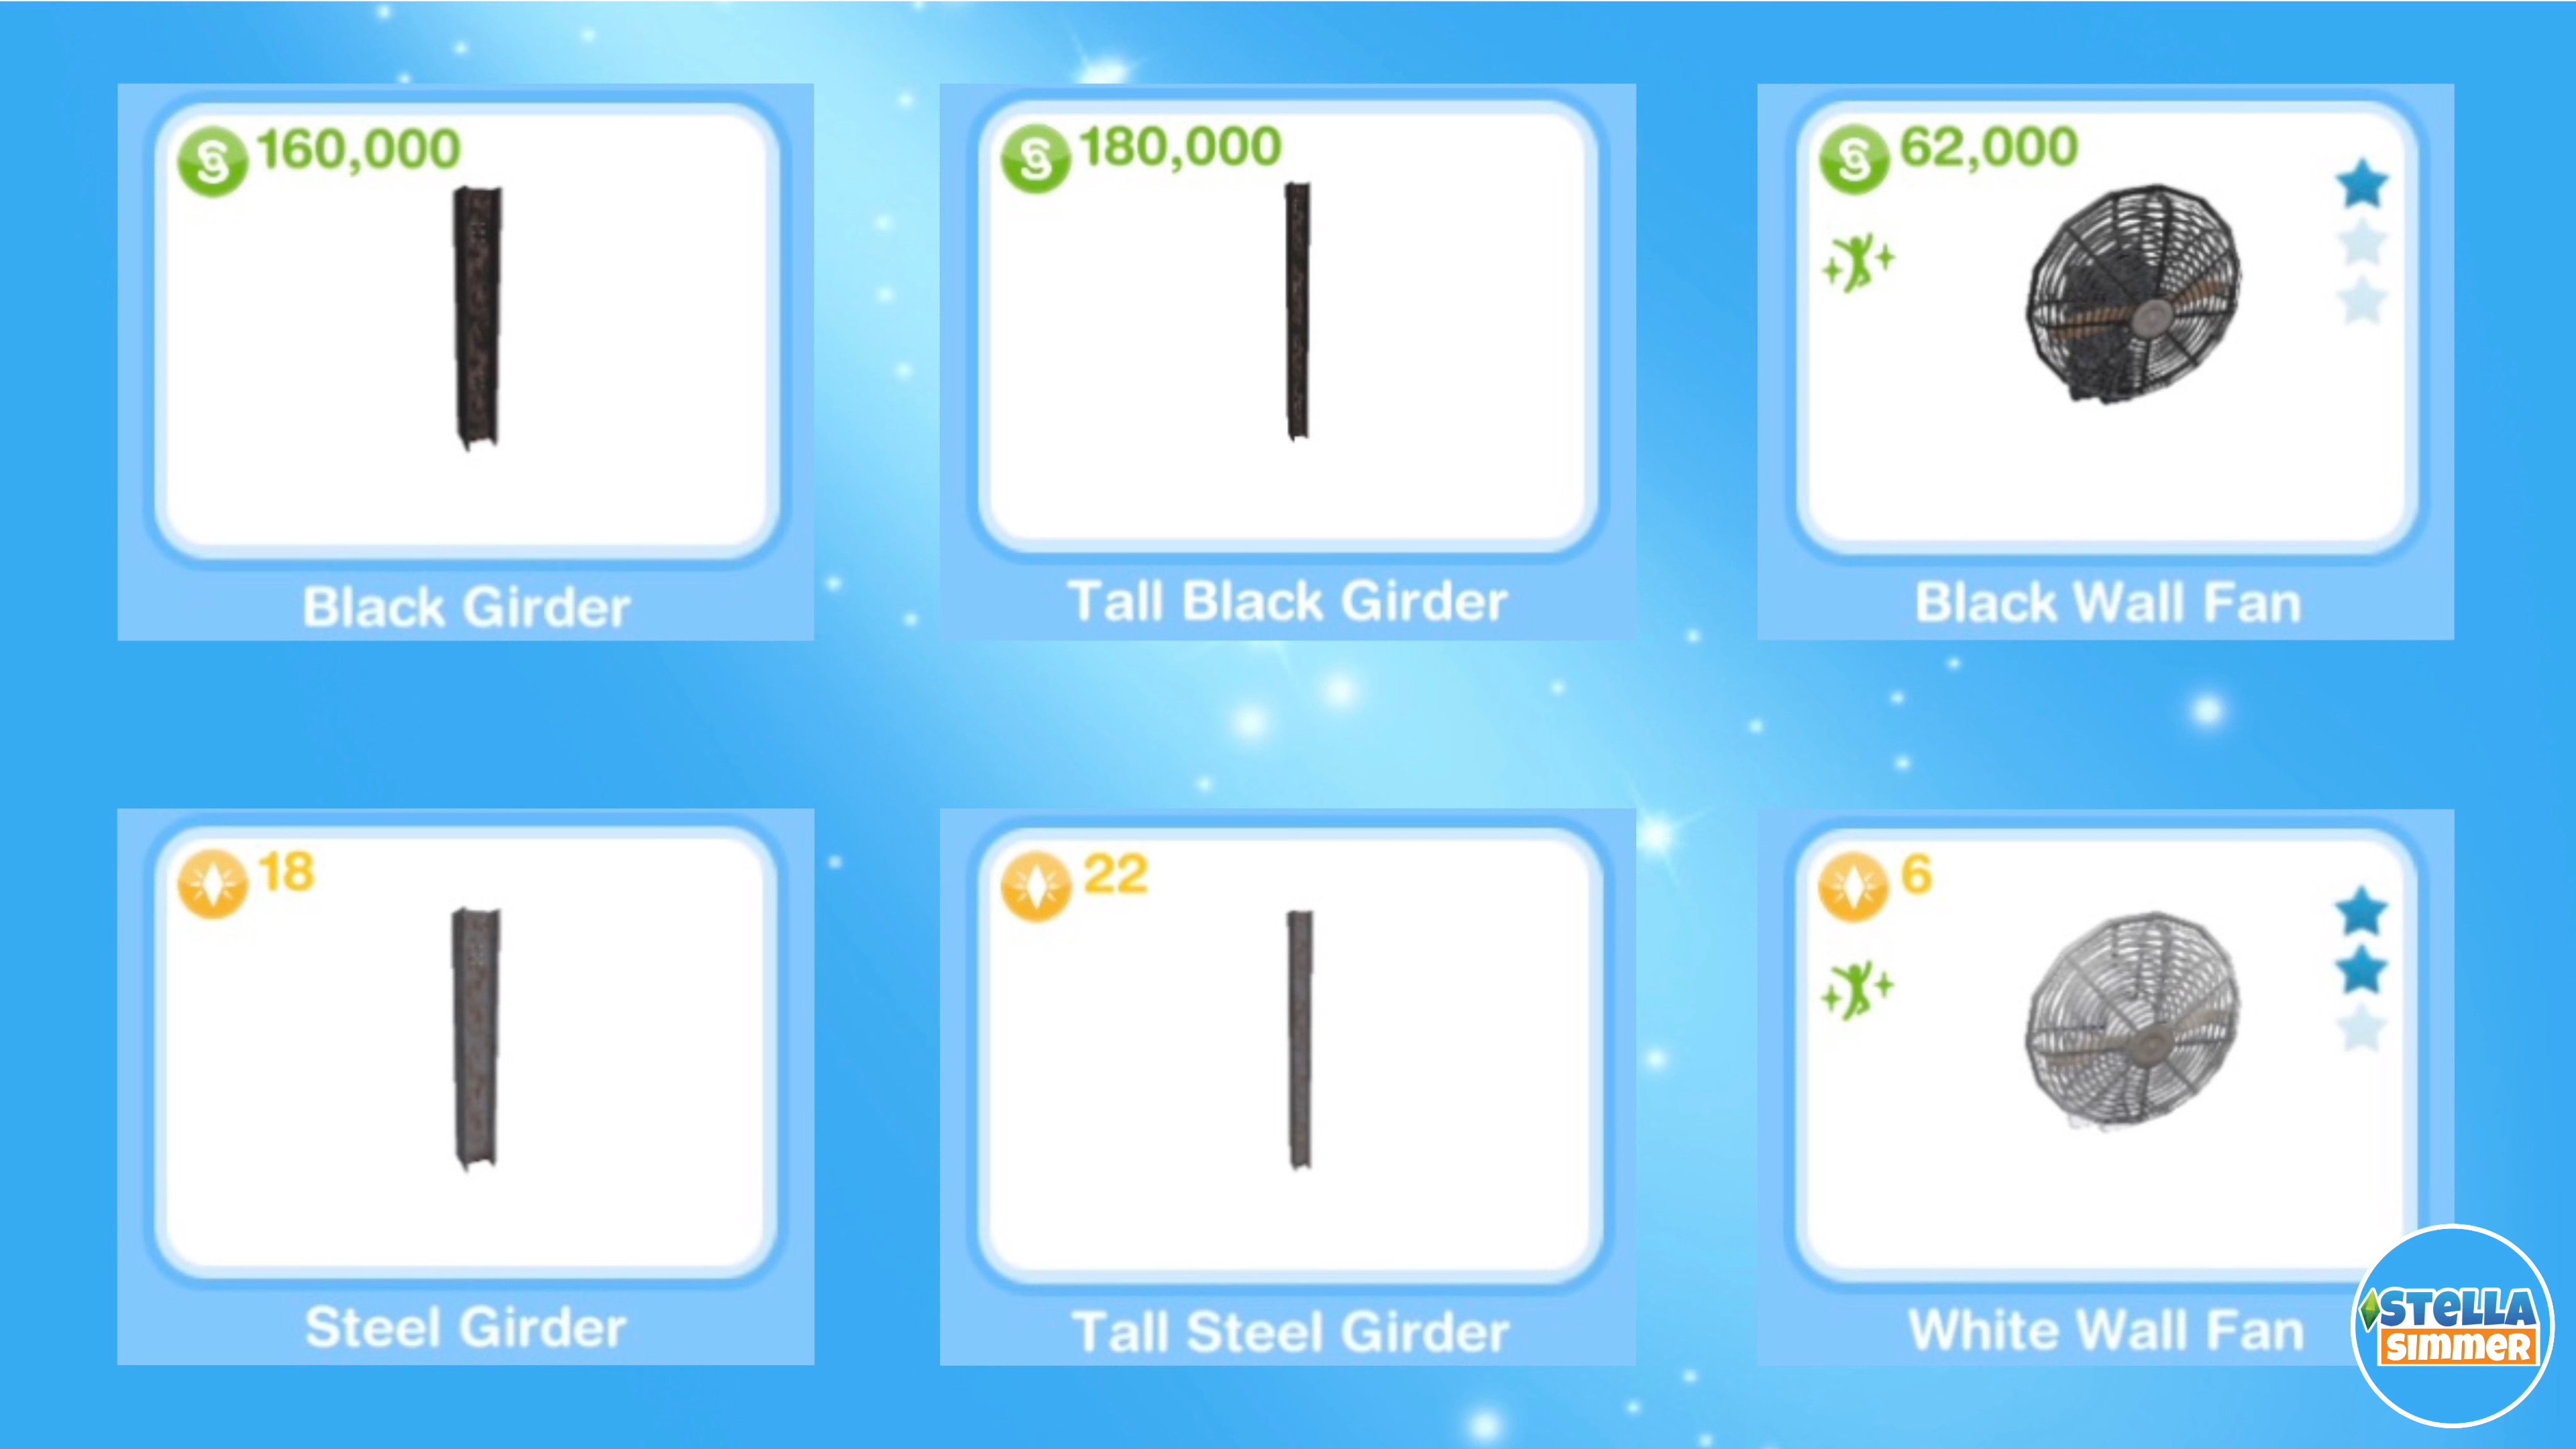 160,000
Black Girder
180,000
Tall Black Girder
62,000
Black Wall Fan
18
Steel Girder
22
Tall Steel Girder
6
White Wall Fan
STELLA
SIMMER